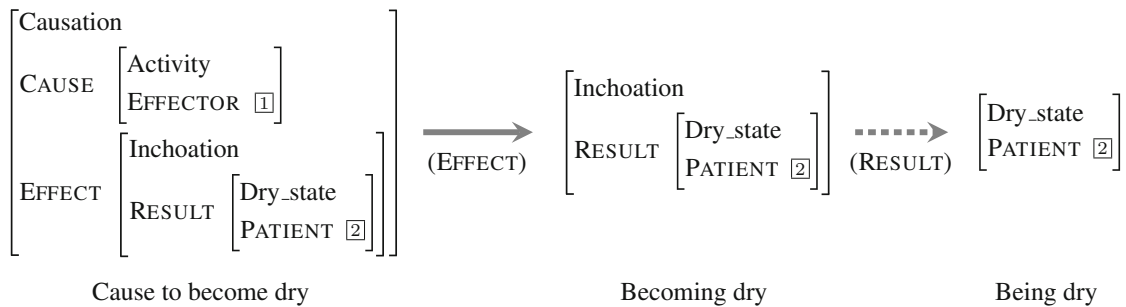 Causation
CAUSE
Activity
EFFECTOR 1
EFFECT
Inchoation
RESULT
Dry_state
PATIENT 2
(EFFECT)
Inchoation
RESULT
Dry_state
PATIENT 2
(RESULT)
Dry_state
PATIENT 2
Cause to become dry
Becoming dry
Being dry